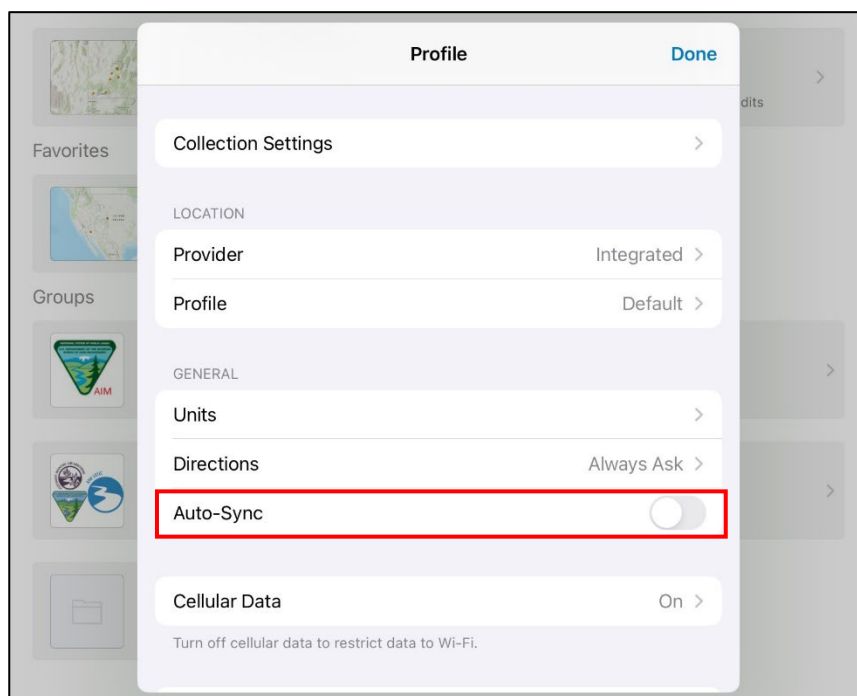 Profile
Done
dits
Collection Settings
Favorites
LOCATION
Provider
Integrated
Groups
Profile
Default
GENERAL
AIM
Units
Directions
Always Ask
Auto-Sync
Cellular Data
On
Turn off cellular data to restrict data to Wi-Fi.